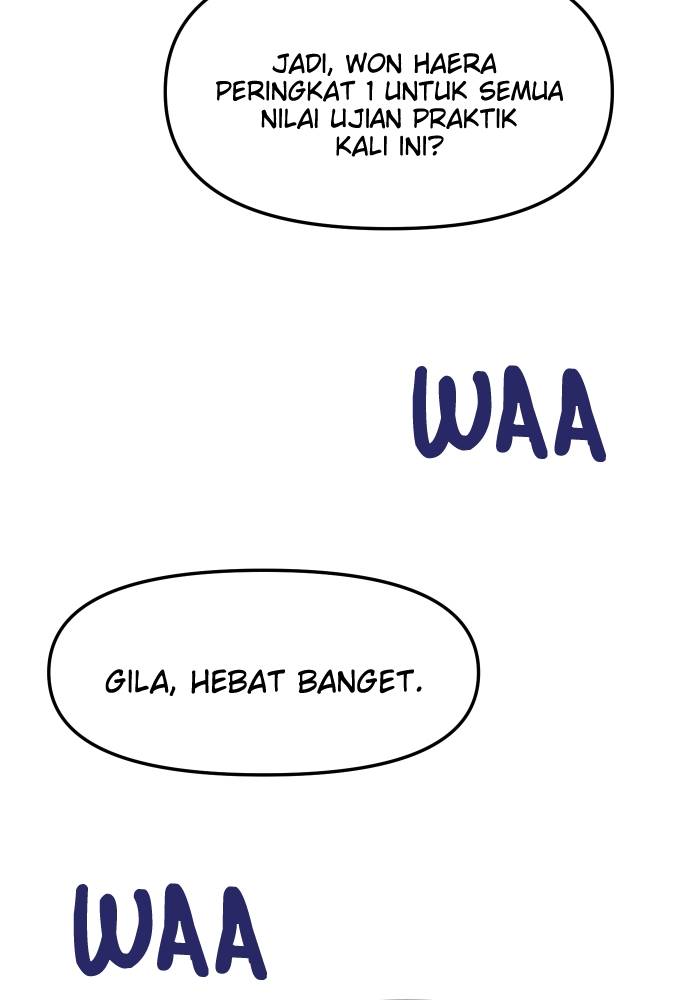 JADI, WON HAERA
PERINGKAT 1 UNTUK SEMUA
NILAI UJIAN PRAKTIK
KALI INI?
WAA
GILA, HEBAT BANGET.
WAA